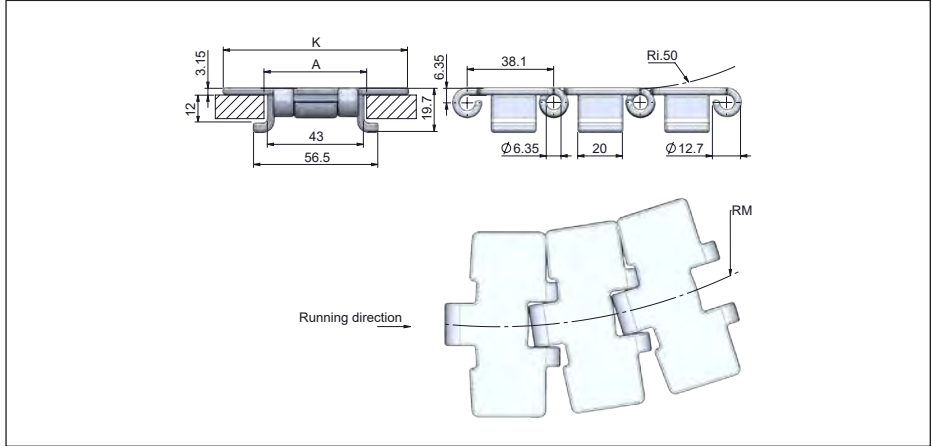 K
A
3.15
12
19.7
43
56.5
6.35
38.1
Ri.50
Ø6.35
20
Ø12.7
RM
Running direction